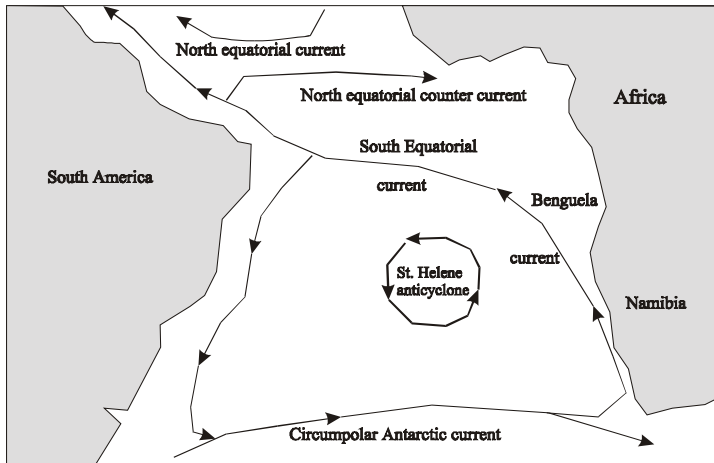 North equatorial current
North equatorial counter current
Africa
South Equatorial
current
South America
Benguela
current
St. Helene
anticyclone
Namibia
Circumpolar Antarctic current